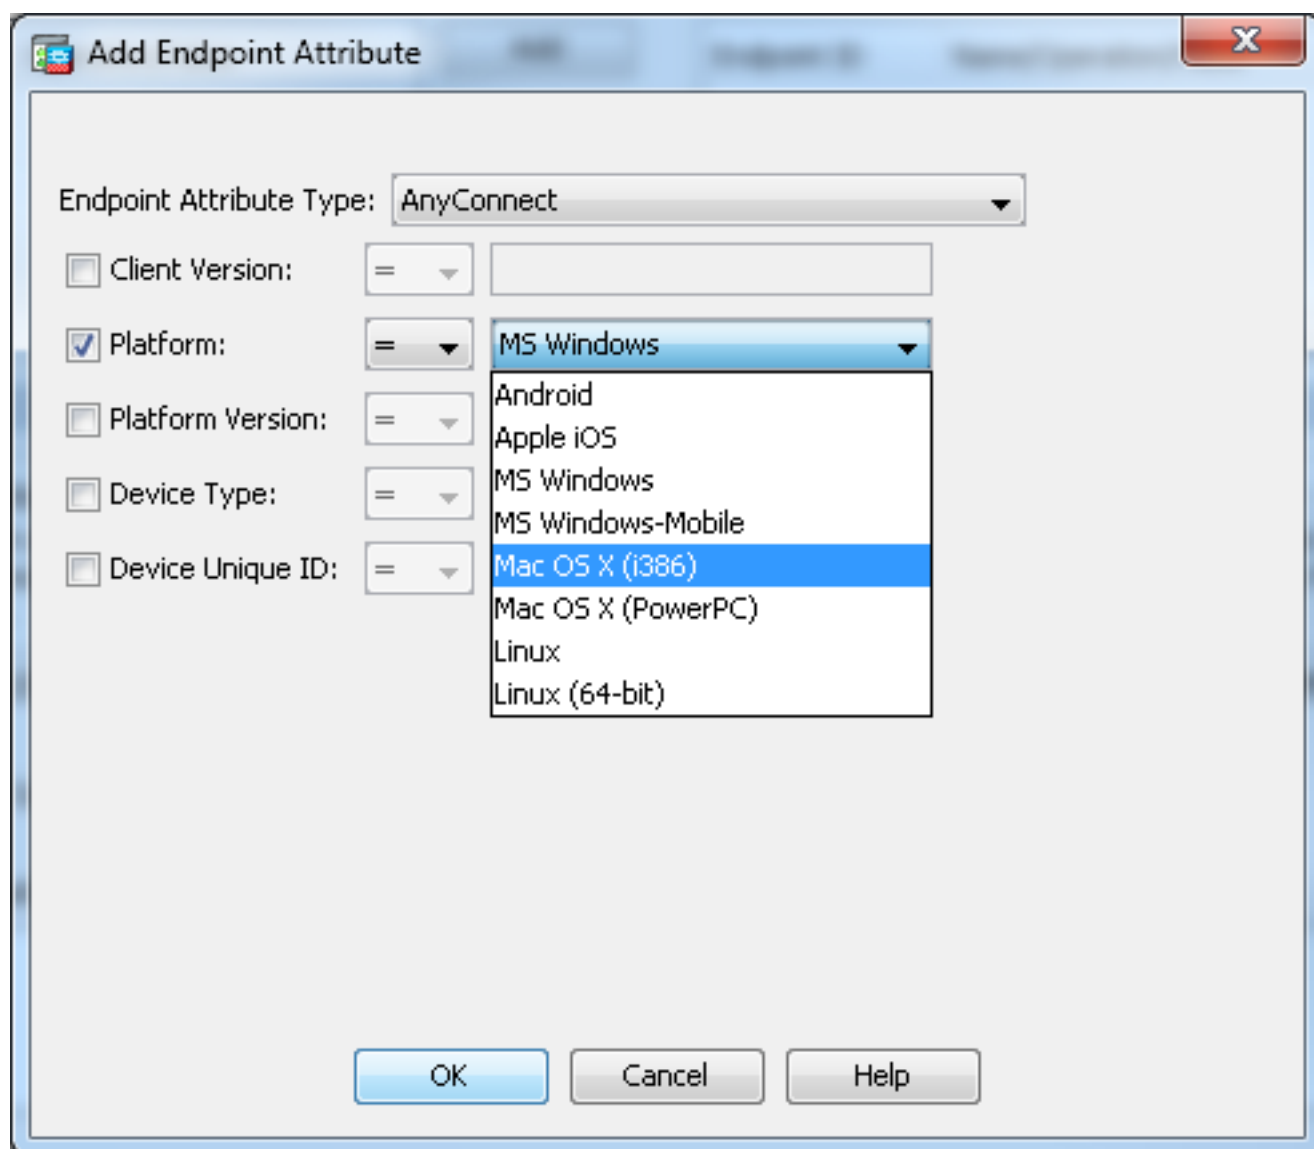 Add Endpoint Attribute
Endpoint Attribute Type: AnyConnect
Client Version: =
Platform: = MS Windows
Android
Apple iOS
Platform Version: =
MS Windows
Device Type: =
MS Windows-Mobile
Device Unique ID: =
Mac OS X (i386)
Mac OS X (PowerPC)
Linux
Linux (64-bit)
OK Cancel Help